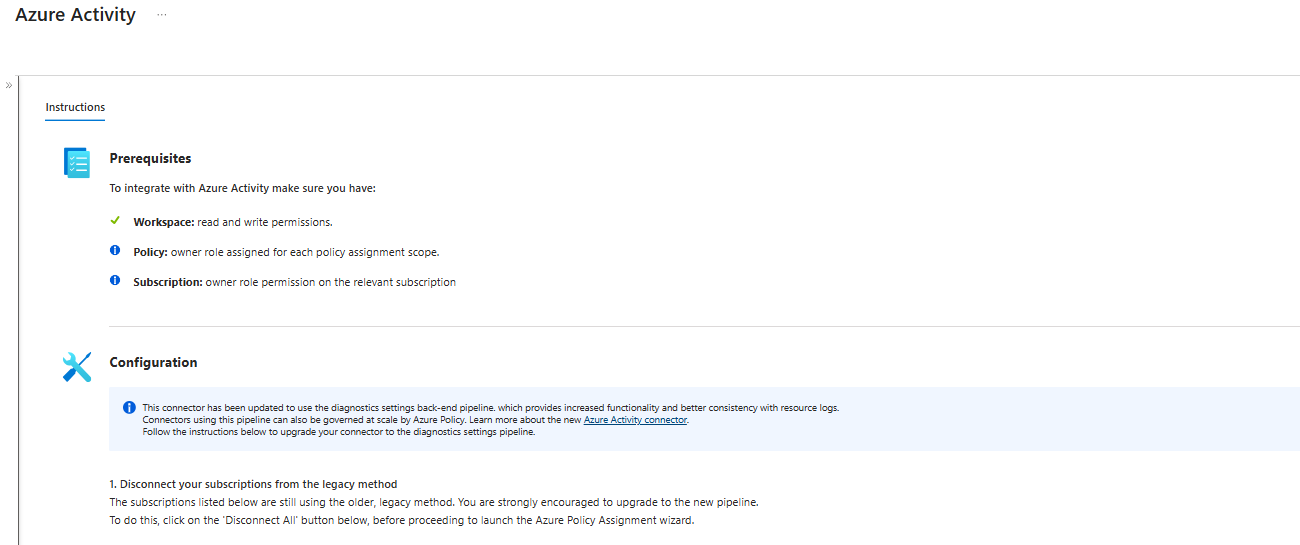 Azure Activity
...
»
Instructions
Prerequisites
To integrate with Azure Activity make sure you have:
Workspace: read and write permissions.
Policy: owner role assigned for each policy assignment scope.
Subscription: owner role permission on the relevant subscription
Configuration
This connector has been updated to use the diagnostics settings back-end pipeline. which provides increased functionality and better consistency with resource logs.
Connectors using this pipeline can also be governed at scale by Azure Policy. Learn more about the new Azure Activity connector.
Follow the instructions below to upgrade your connector to the diagnostics settings pipeline.
1. Disconnect your subscriptions from the legacy method
The subscriptions listed below are still using the older, legacy method. You are strongly encouraged to upgrade to the new pipeline.
To do this, click on the 'Disconnect All' button below, before proceeding to launch the Azure Policy Assignment wizard.